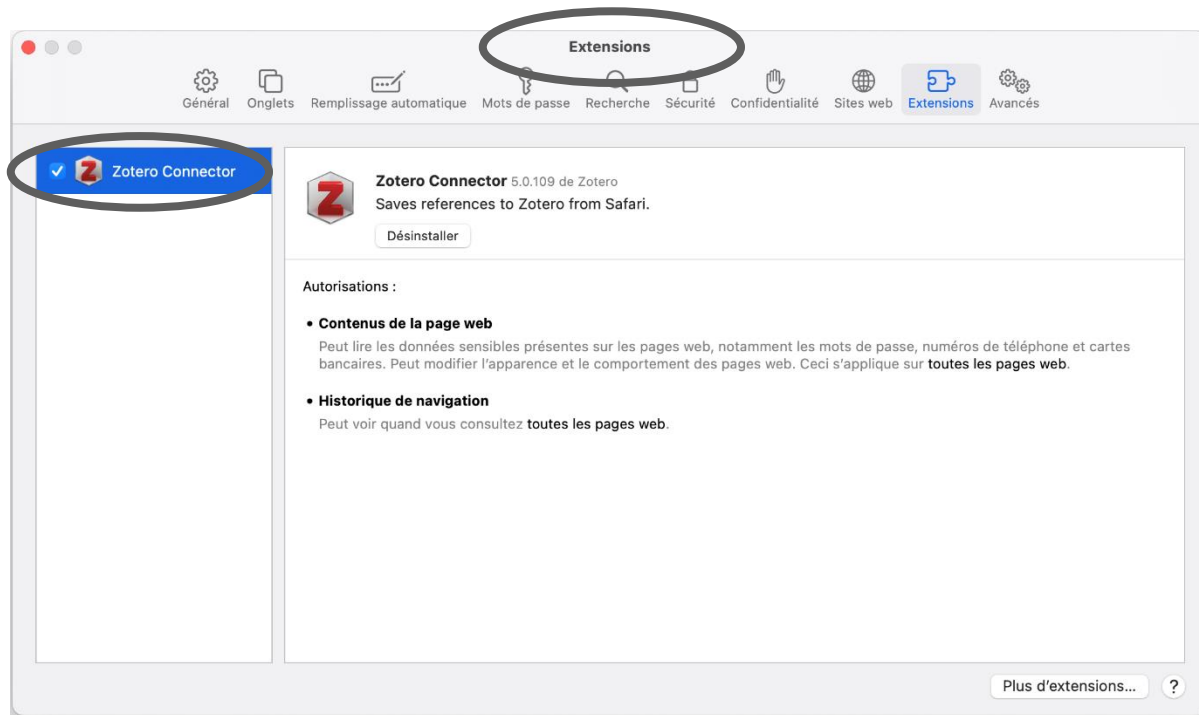 Extensions
Général Onglets Remplissage automatique Mots de passe Recherche Sécurité Confidentialité Sites web Extensions Avancés
Z Zotero Connector
Z
Zotero Connector 5.0.109 de Zotero
Saves references to Zotero from Safari.
Désinstaller
Autorisations :
• Contenus de la page web
Peut lire les données sensibles présentes sur les pages web, notamment les mots de passe, numéros de téléphone et cartes
bancaires. Peut modifier l’apparence et le comportement des pages web. Ceci s’applique sur toutes les pages web.
• Historique de navigation
Peut voir quand vous consultez toutes les pages web.
Plus d’extensions... ?